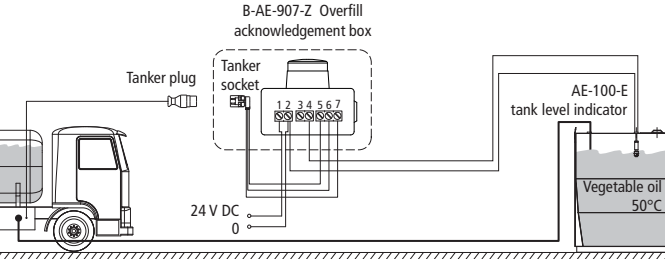 B-AE-907-Z Overfill
acknowledgement box
Tanker plug
Tanker
socket
1 2 3 4 5 6 7
AE-100-E
tank level indicator
Vegetable oil
50°C
24 V DC
0